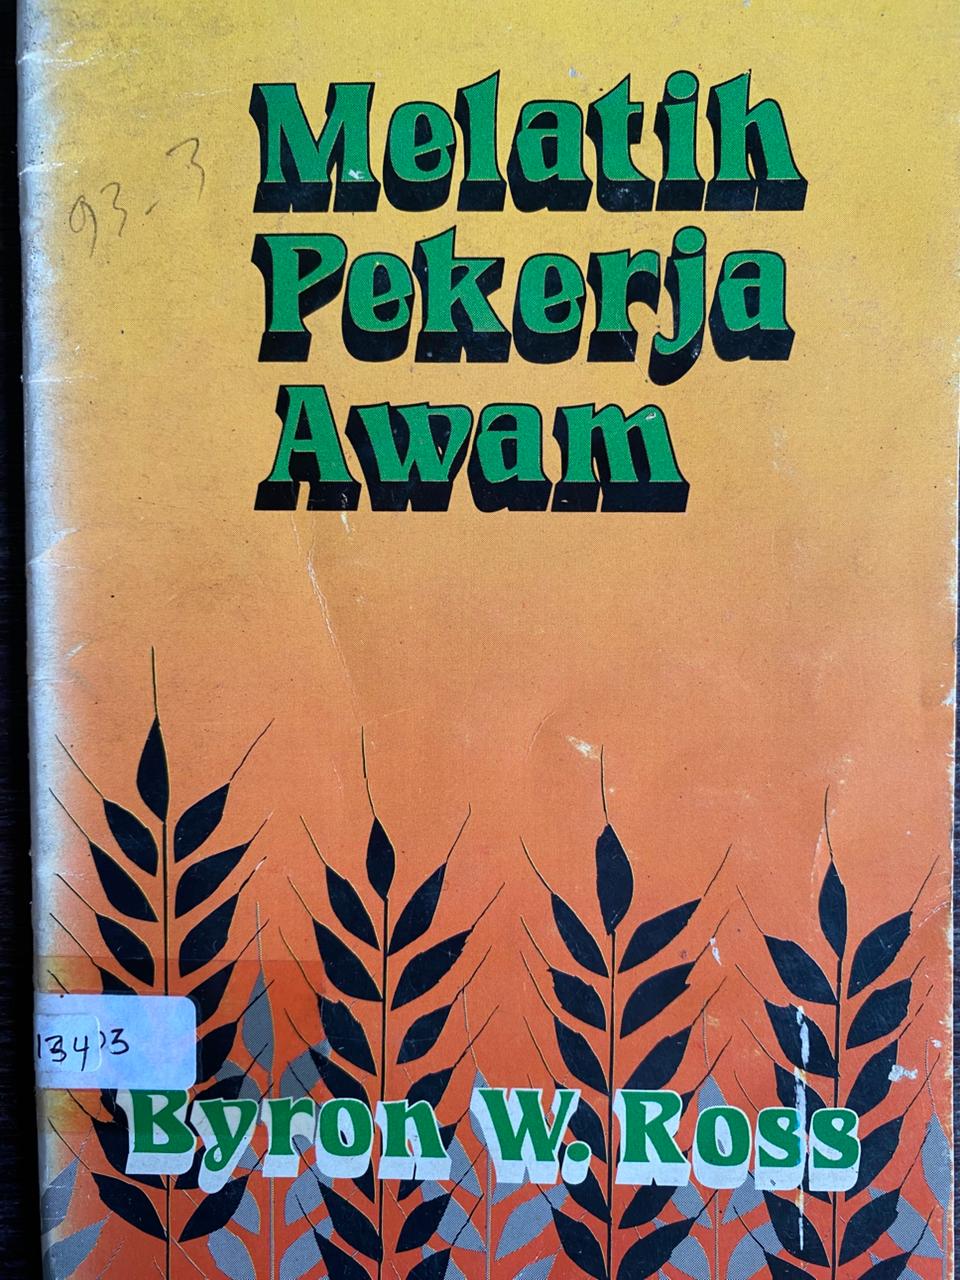 Melatih
93-3
Pekerja
Awam
Byron W. Ross